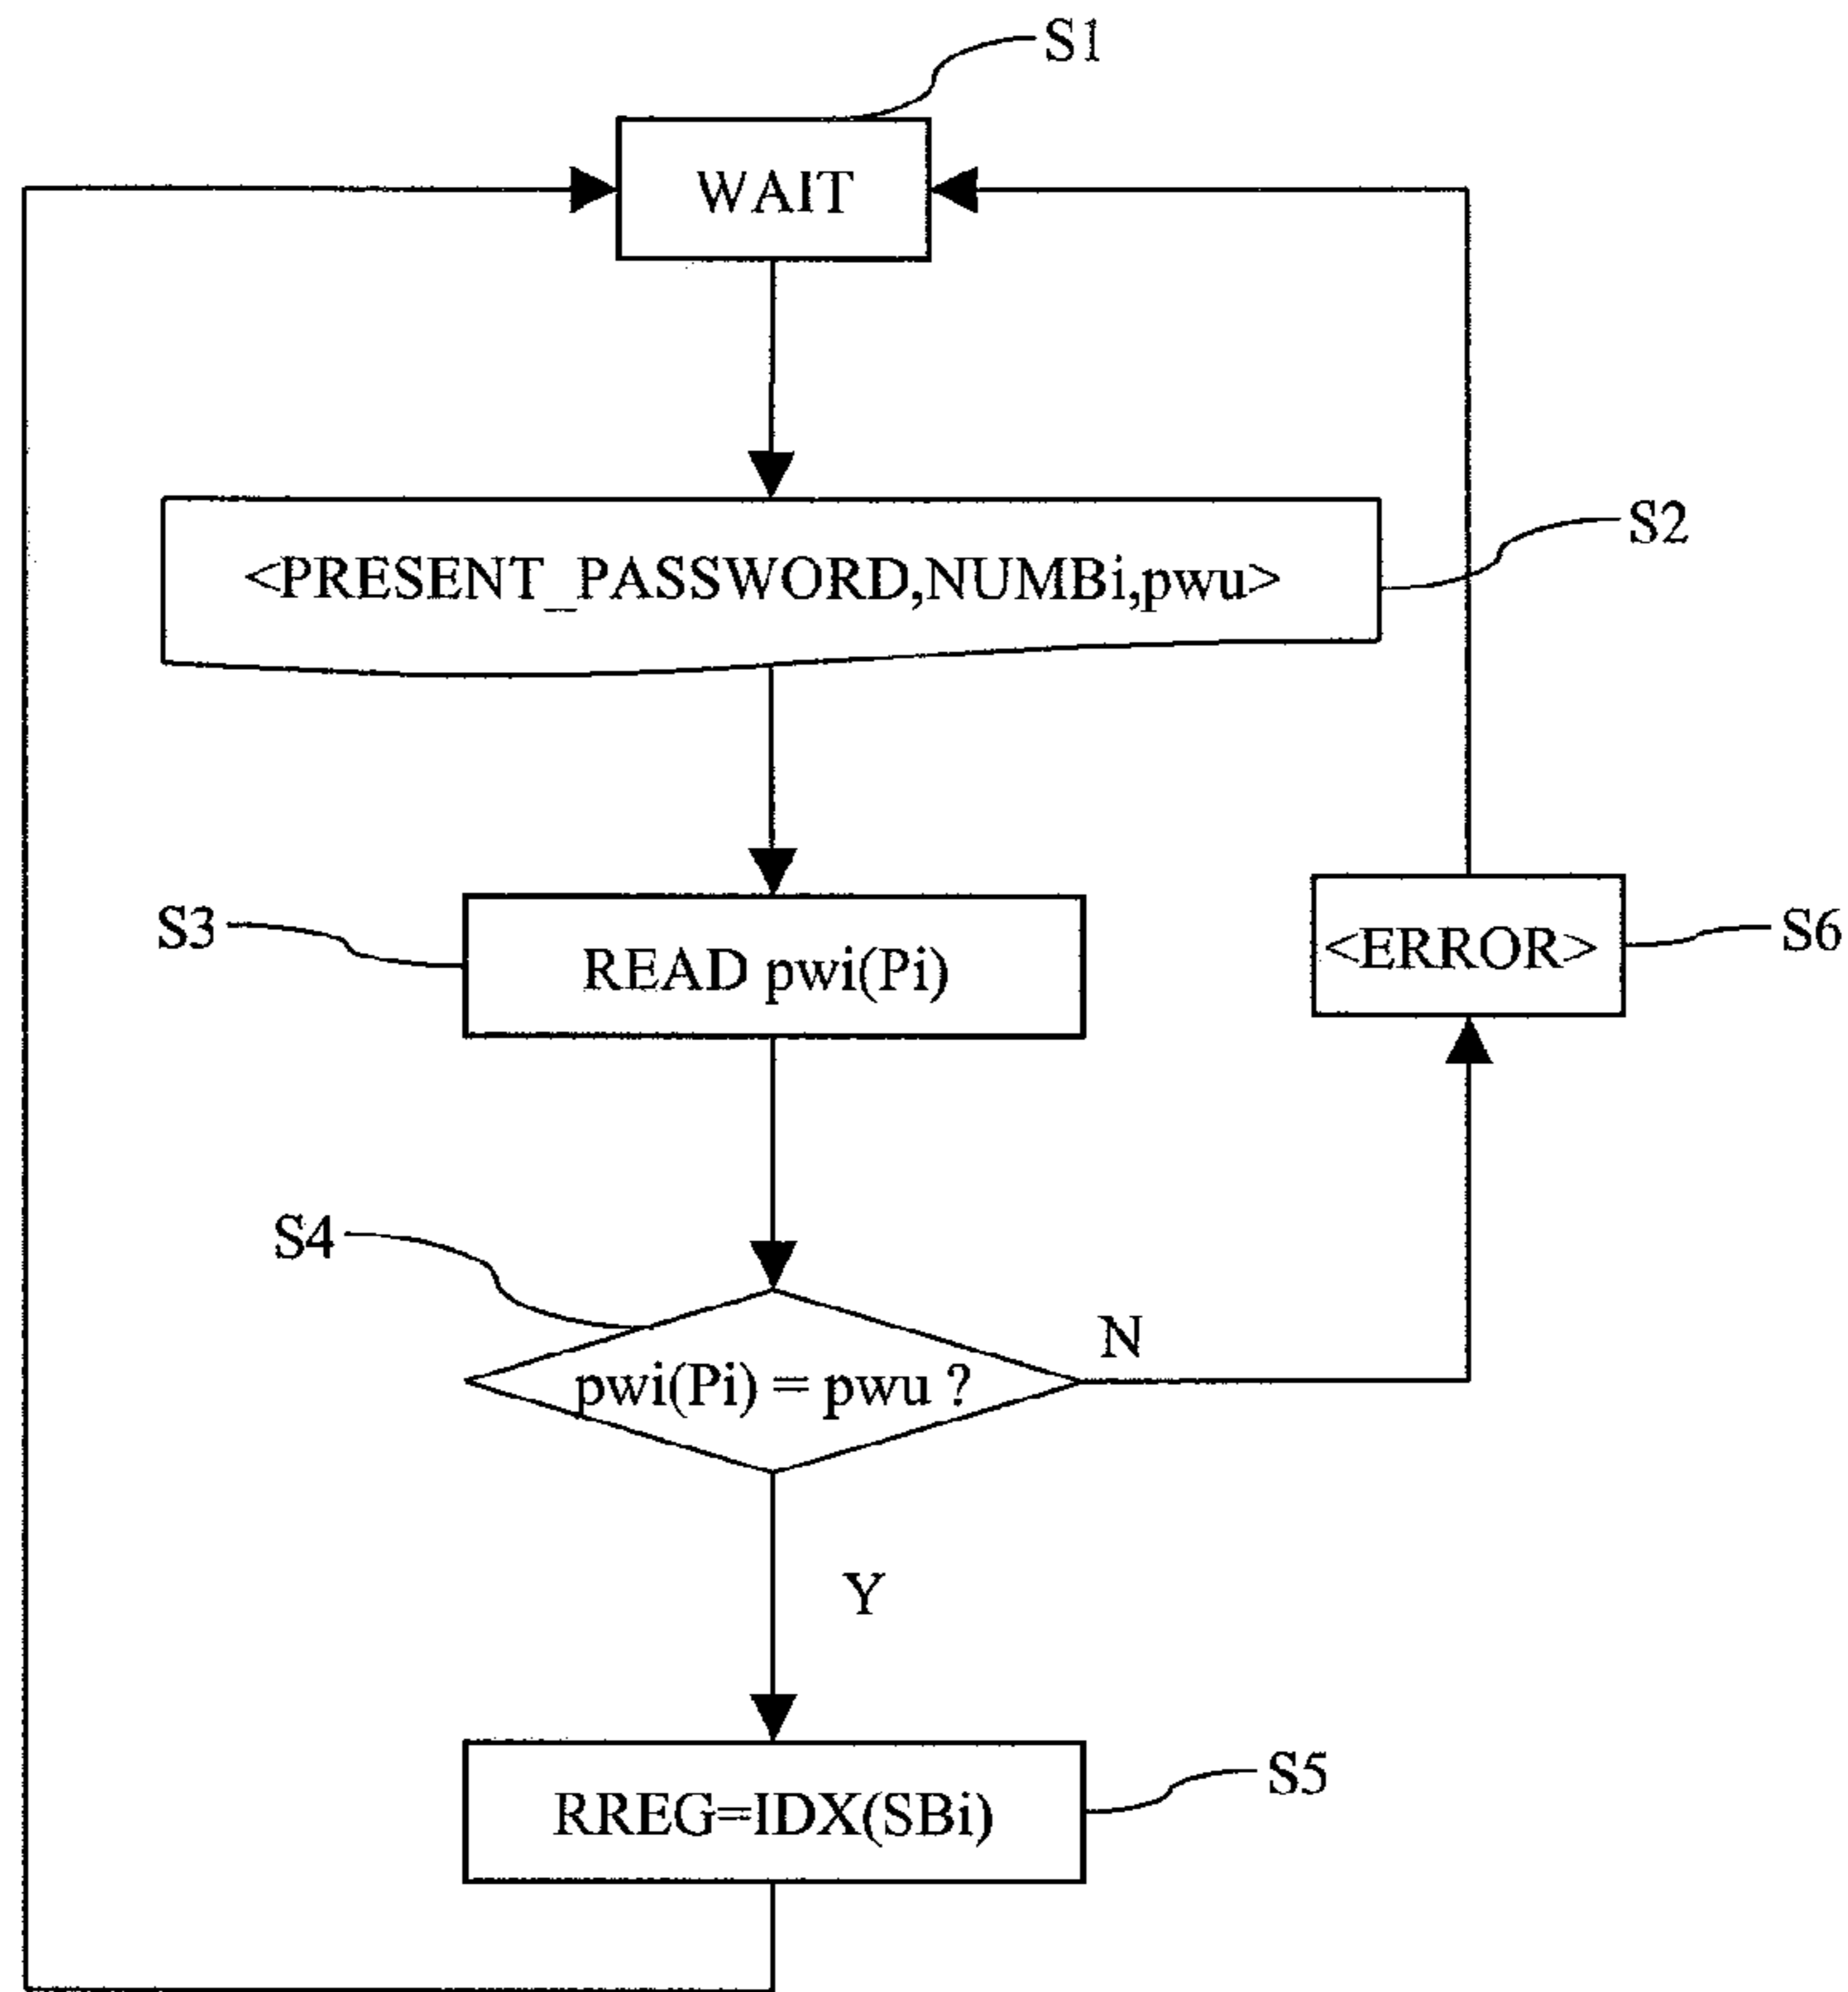 S1
WAIT
S2
<PRESENT_PASSWORD,NUMBi,pwu>
S3
READ pwi(Pi)
<ERROR>
S6
S4
N
pwi(Pi) = pwu ?
Y
S5
RREG=IDX(SBi)